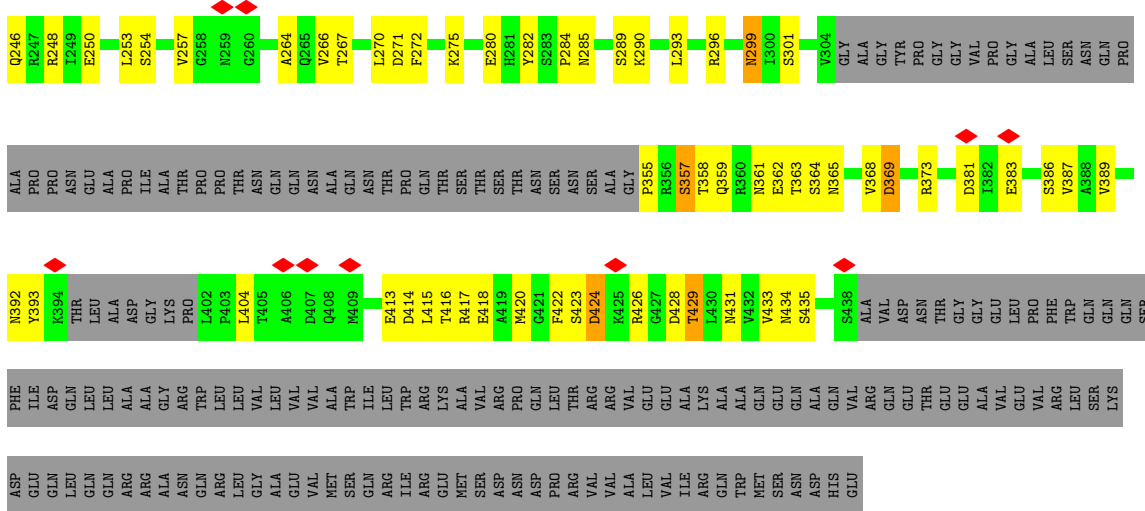 Q246 R247 R248 I249 E250 L253 S254 V257 G258 N259 G260 A264 Q265 V266 T267 L270 D271 F272 K275 E280 H281 Y282 S283 P284 N285 S289 K290 L293 R296 N299 I300 S301 V304 GLY ALA GLY TYR PRO GLY GLY VAL PRO GLY ALA LEU SER ASN GLN PRO
ALA PRO PRO ASN GLU ALA PRO ILE ALA THR PRO PRO THR ASN GLN GLN ASN ALA GLN ASN THR PRO GLN THR SER THR SER THR ASN SER ASN SER ALA GLY P355 R356 S357 T358 Q359 R360 N361 E362 T363 S364 N365 V368 D369 R373 D381 I382 E383 S386 V387 A388 V389
N392 Y393 K394 THR LEU ALA ASP GLY LYS PRO L402 P403 L404 T405 A406 D407 Q408 M409 E413 D414 L415 T416 R417 E418 A419 M420 G421 F422 S423 D424 K425 R426 G427 D428 T429 L430 N431 V432 V433 N434 S435 S438 ALA VAL ASP ASN THR GLY GLY GLU LEU PRO PHE TRP GLN GLN GLN SER
PHE ILE ASP GLN LEU LEU ALA ALA GLY ARG TRP LEU LEU VAL LEU VAL VAL ALA TRP ILE LEU TRP ARG LYS ALA VAL ARG PRO GLN LEU THR ARG ARG VAL GLU GLU ALA LYS ALA ALA GLN GLU GLN ALA GLN VAL ARG GLN GLU THR GLU GLU ALA VAL GLU VAL ARG LEU SER LYS
ASP GLU GLN LEU GLN GLN ARG ARG ALA ASN GLN ARG LEU GLY ALA GLU VAL MET SER GLN ARG ILE ARG GLU MET SER ASP ASN ASP PRO ARG VAL VAL ALA LEU VAL ILE ARG GLN TRP MET SER ASN ASP HIS GLU